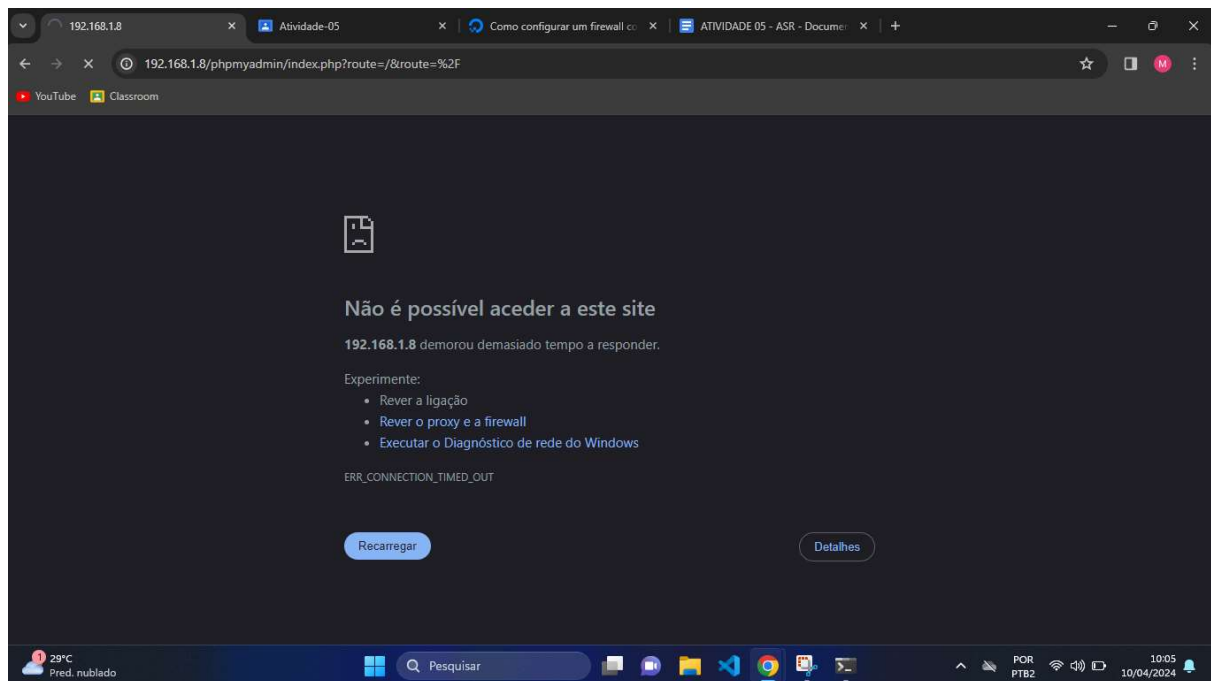 192.168.1.8
Atividade-05
Como configurar um firewall co
ATIVIDADE 05 - ASR - Documen
192.168.1.8/phpmyadmin/index.php?route=/&route=%2F
M
YouTube
Classroom
Não é possível aceder a este site
192.168.1.8 demorou demasiado tempo a responder.
Experimente:
• Rever a ligação
• Rever o proxy e a firewall
• Executar o Diagnóstico de rede do Windows
ERR_CONNECTION_TIMED_OUT
Recarregar
Detalhes
1
29°C
Pred. nublado
Pesquisar
POR
PTB2
10:05
10/04/2024